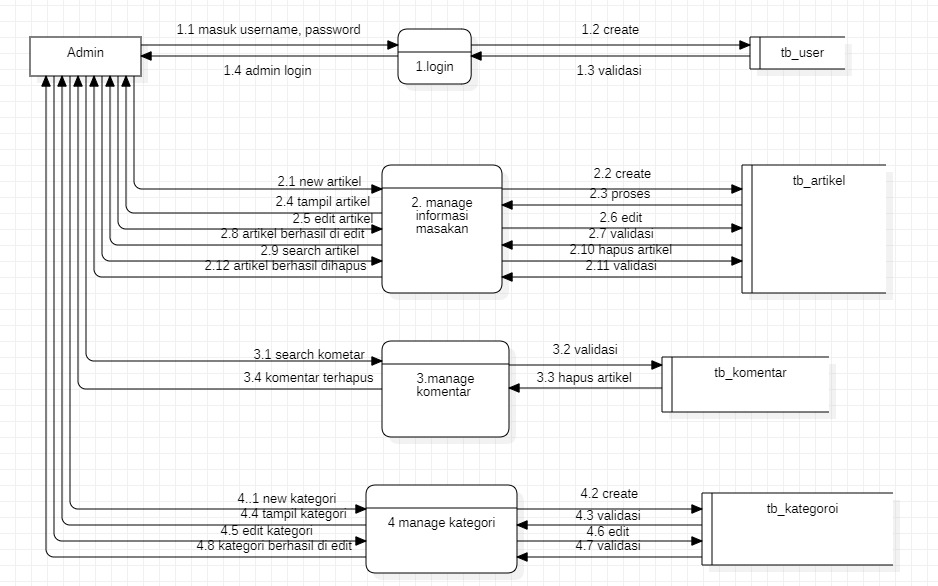 1.1 masuk username, password
1.2 create
Admin
1.login
tb_user
1.4 admin login
1.3 validasi
2.1 new artikel
2.4 tampil artikel
2.5 edit artikel
2.8 artikel berhasil di edit
2.9 search artikel
2.12 artikel berhasil dihapus
2. manage
informasi
masakan
2.2 create
2.3 proses
2.6 edit
2.7 validasi
2.10 hapus artikel
2.11 validasi
tb_artikel
3.1 search kometar
3.4 komentar terhapus
3.manage
komentar
3.2 validasi
3.3 hapus artikel
tb_komentar
4..1 new kategori
4.4 tampil kategori
4.5 edit kategori
4.8 kategori berhasil di edit
4 manage kategori
4.2 create
4.3 validasi
4.6 edit
4.7 validasi
tb_kategoroi